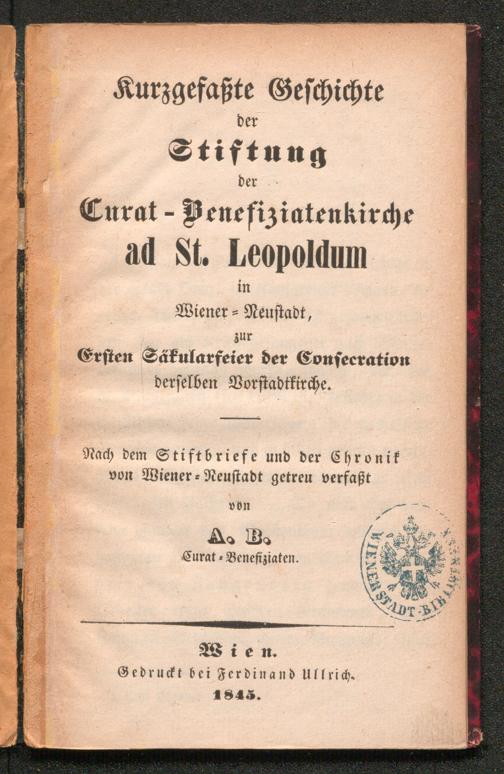 Kurzgefaßte Geschichte
der
Stiftung
der
Curat-Benefiziatenkirche
ad St. Leopoldum
in
Wiener-Neustadt,
zur
Ersten Säkularfeier der Consecration
derselben Vorstadtkirche.
Nach dem Stiftbriefe und der Chronik
von Wiener-Neustadt getreu verfaßt
von
A. B.
Curat-Benefiziaten.
WIENER STADT-BIBLIOTHEK
Wien.
Gedruckt bei Ferdinand Ullrich.
1845.